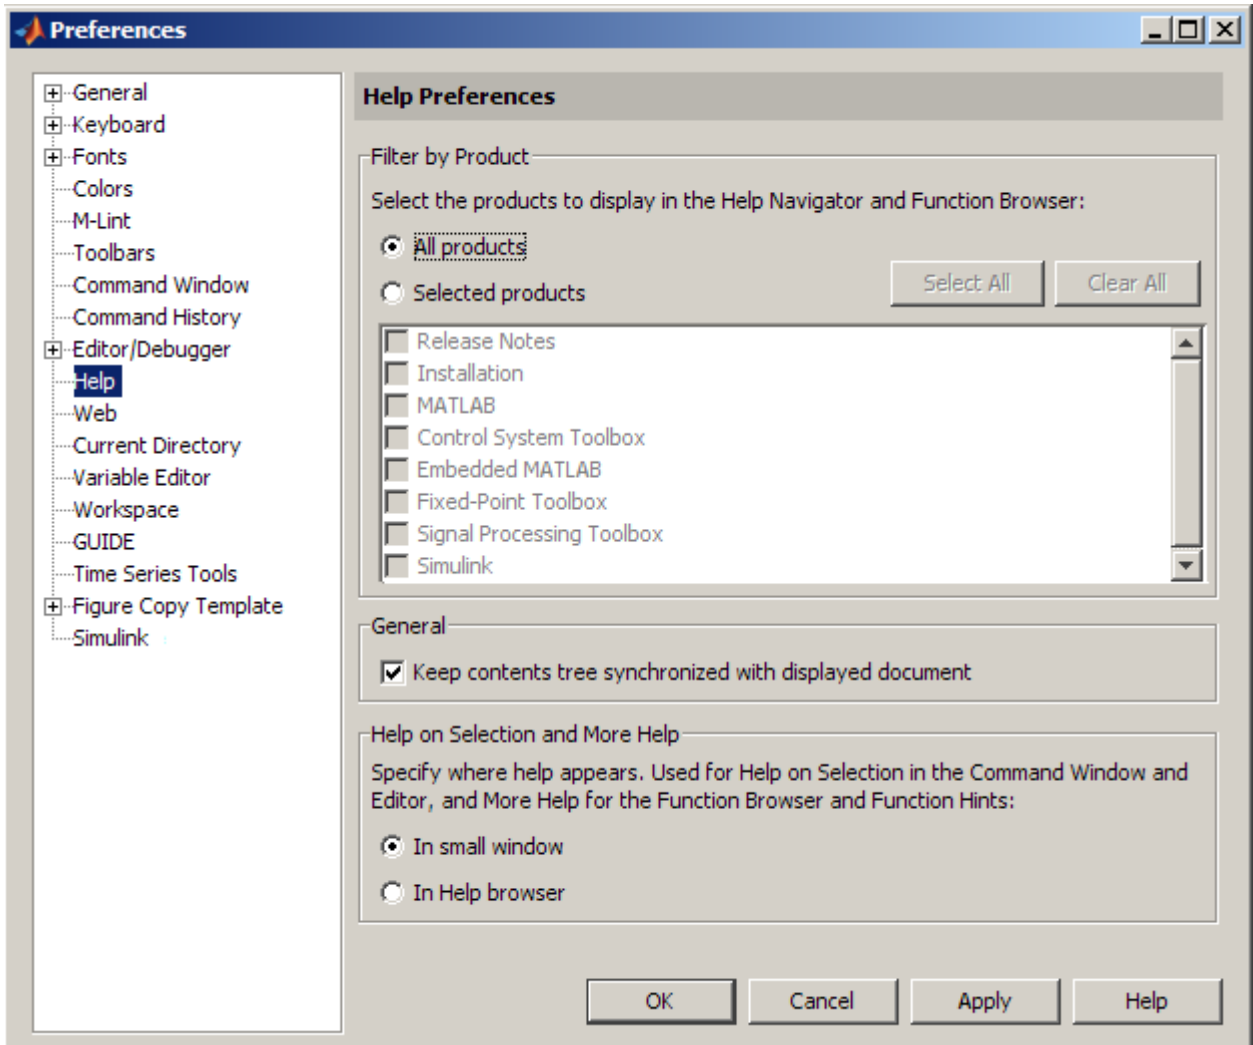 Preferences
General
Keyboard
Fonts
Colors
M-Lint
Toolbars
Command Window
Command History
Editor/Debugger
Help
Web
Current Directory
Variable Editor
Workspace
GUIDE
Time Series Tools
Figure Copy Template
Simulink
Help Preferences
Filter by Product
Select the products to display in the Help Navigator and Function Browser:
All products
Selected products
Select All
Clear All
Release Notes
Installation
MATLAB
Control System Toolbox
Embedded MATLAB
Fixed-Point Toolbox
Signal Processing Toolbox
Simulink
General
Keep contents tree synchronized with displayed document
Help on Selection and More Help
Specify where help appears. Used for Help on Selection in the Command Window and
Editor, and More Help for the Function Browser and Function Hints:
In small window
In Help browser
OK
Cancel
Apply
Help